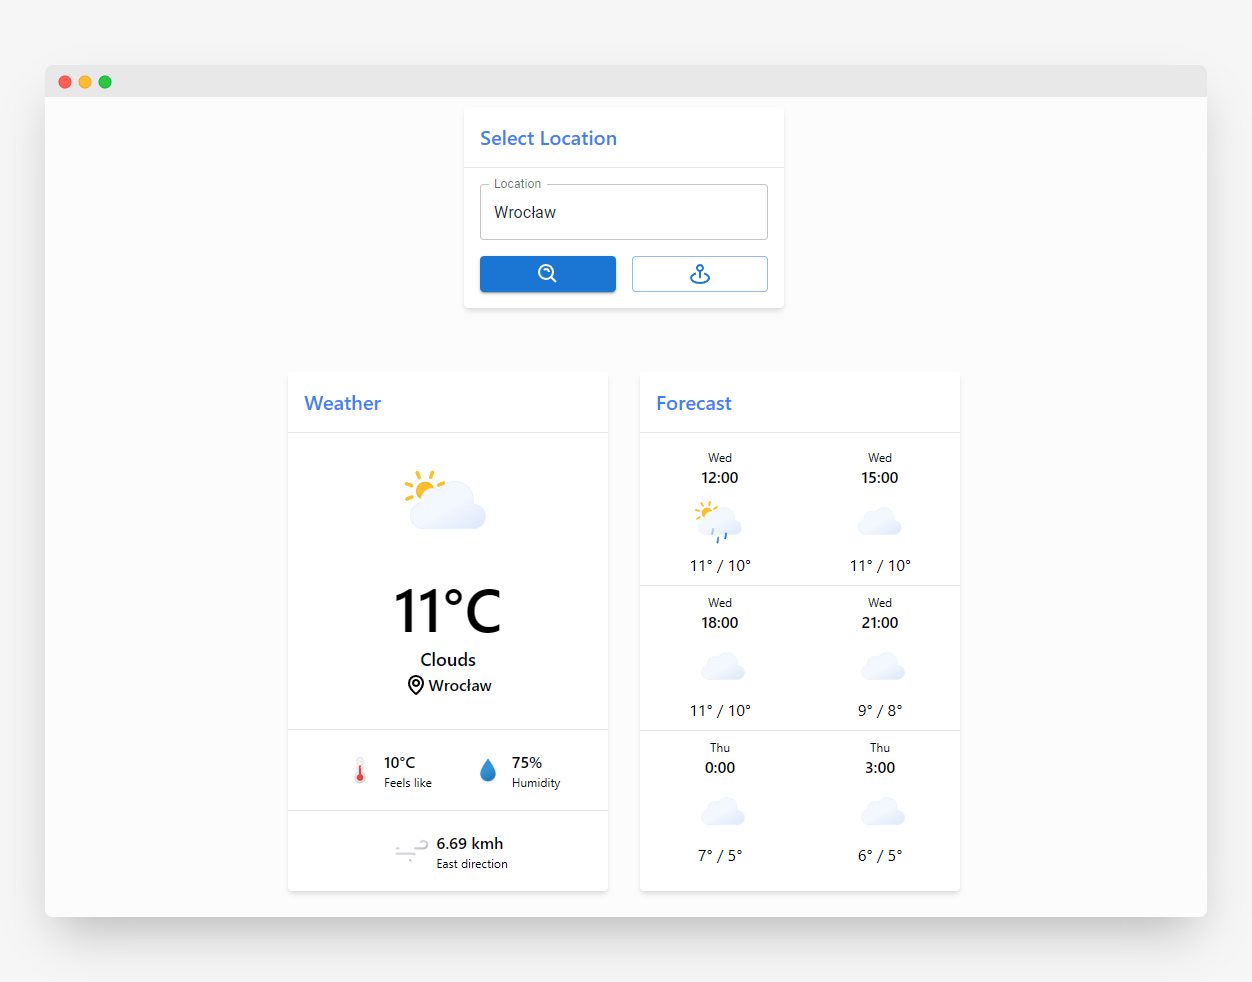 Select Location
Location
Wrocław
Weather
11°C
Clouds
Wrocław
10°C
Feels like
75%
Humidity
6.69 kmh
East direction
Forecast
Wed
12:00
11° / 10°
Wed
15:00
11° / 10°
Wed
18:00
11° / 10°
Wed
21:00
9° / 8°
Thu
0:00
7° / 5°
Thu
3:00
6° / 5°